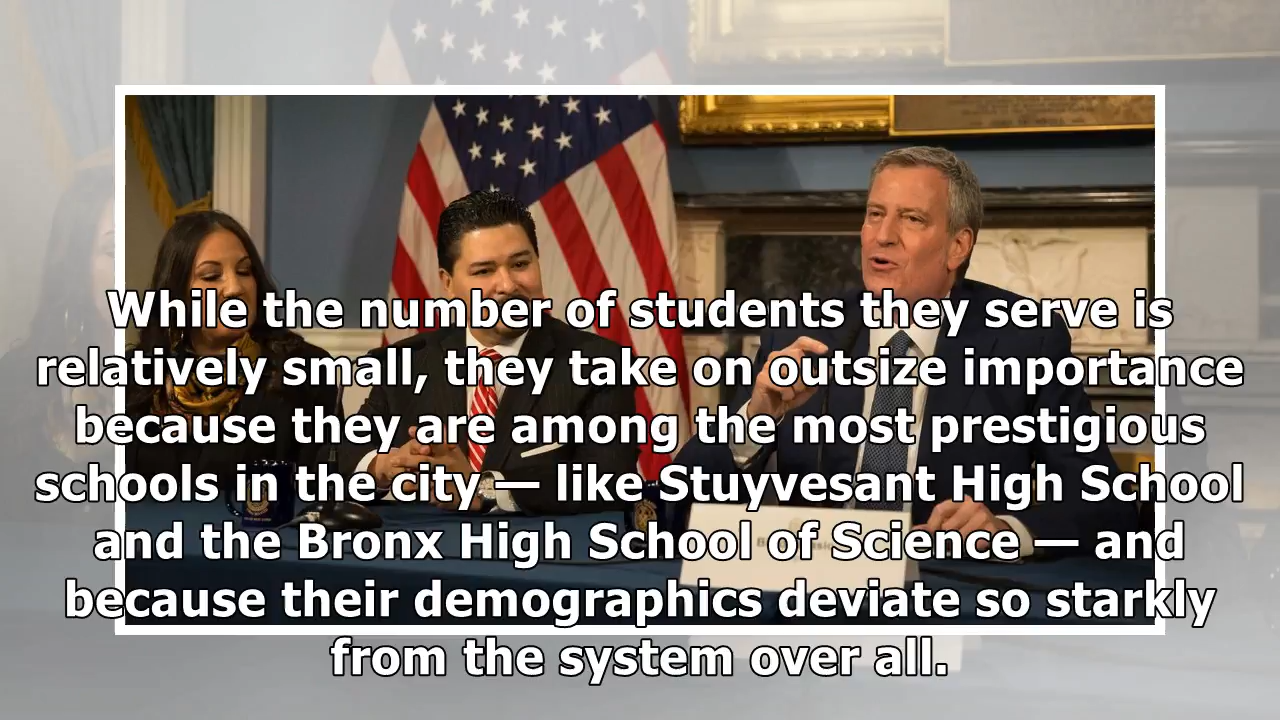 While the number of students they serve is
relatively small, they take on outsize importance
because they are among the most prestigious
schools in the city — like Stuyvesant High School
and the Bronx High School of Science — and
because their demographics deviate so starkly
from the system over all.